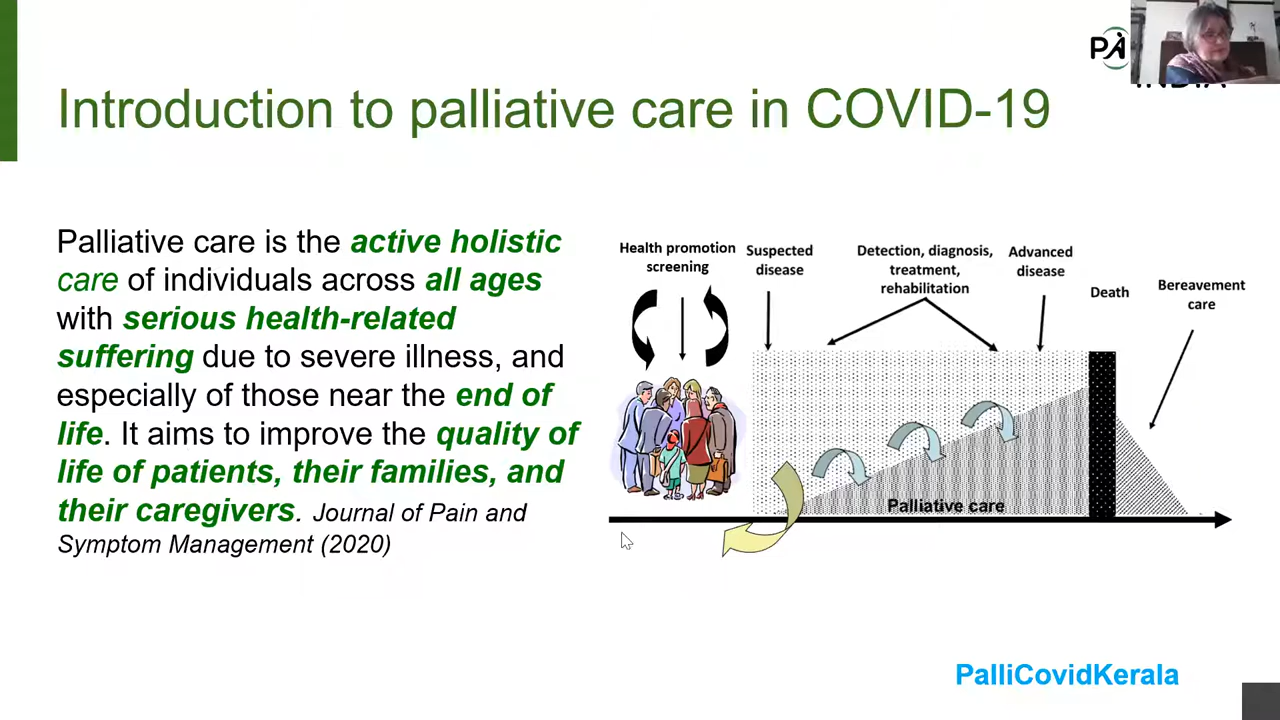 Introduction to palliative care in COVID-19
Palliative care is the active holistic
care of individuals across all ages
with serious health-related
suffering due to severe illness, and
especially of those near the end of
life. It aims to improve the quality of
life of patients, their families, and
their caregivers. Journal of Pain and
Symptom Management (2020)
Health promotion
screening
Suspected
disease
Detection, diagnosis,
treatment,
rehabilitation
Advanced
disease
Death
Bereavement
care
Palliative care
PalliCovidKerala